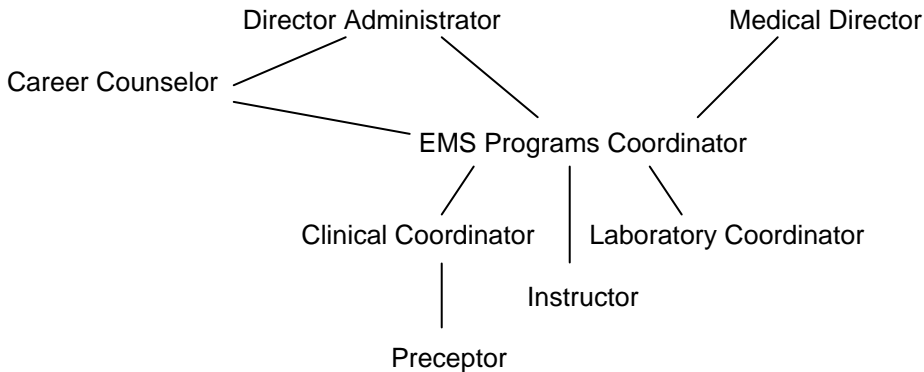 Director Administrator
Medical Director
Career Counselor
EMS Programs Coordinator
Clinical Coordinator
Laboratory Coordinator
Instructor
Preceptor